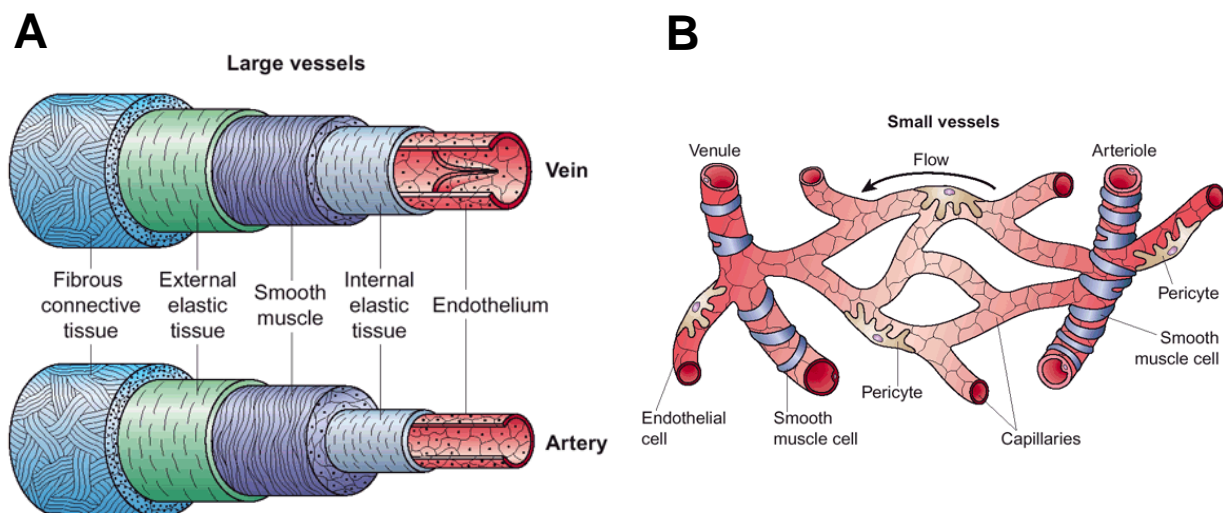 A
Large vessels
Vein
Fibrous
connective
tissue
External
elastic
tissue
Smooth
muscle
Internal
elastic
tissue
Endothelium
Artery
B
Small vessels
Venule
Flow
Arteriole
Pericyte
Smooth
muscle cell
Pericyte
Endothelial
cell
Smooth
muscle cell
Capillaries